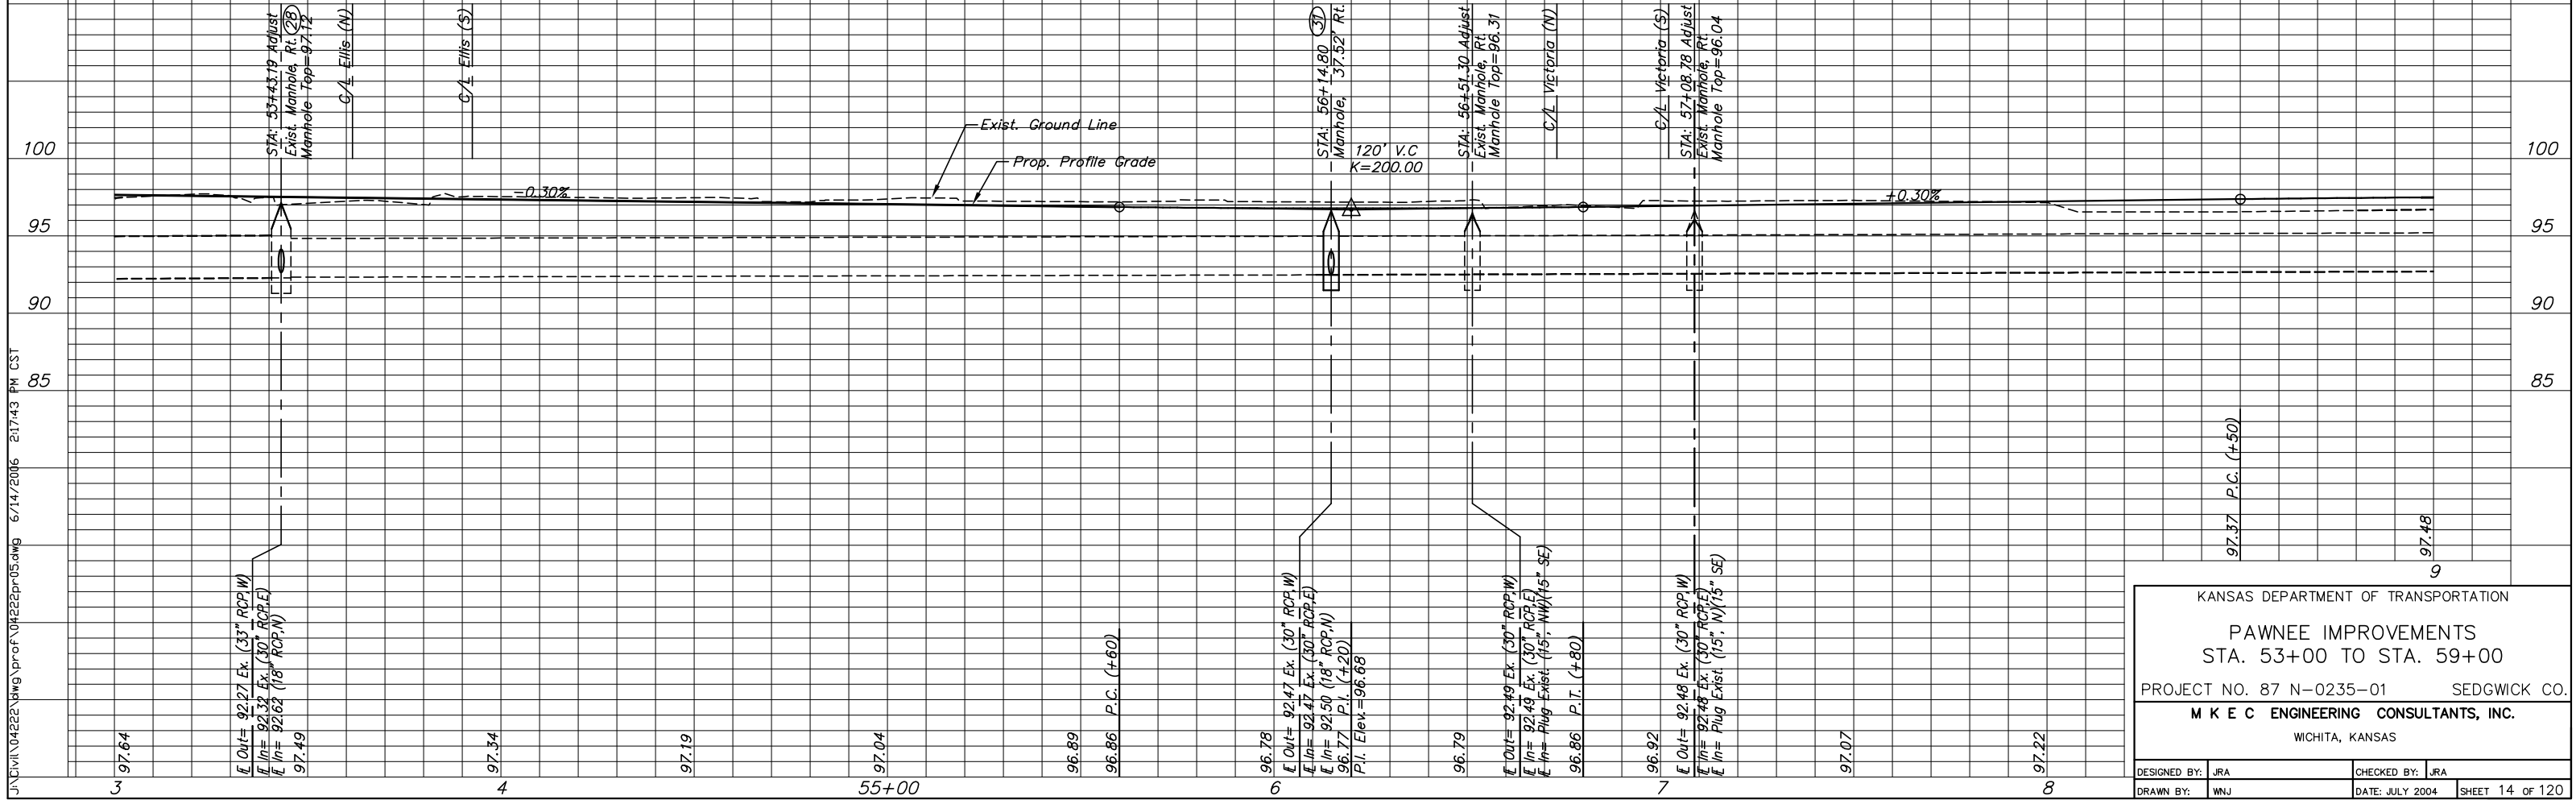 STA: 53+43.19 Adjust
Exist. Manhole, Rt. 28
Manhole Top=97.12
C/L Ellis (N)
C/L Ellis (S)
31
STA: 56+14.80
Manhole, 37.52' Rt.
STA: 56+51.30 Adjust
Exist. Manhole, Rt.
Manhole Top=96.31
C/L Victoria (N)
C/L Victoria (S)
STA: 57+08.78 Adjust
Exist. Manhole, Rt.
Manhole Top=96.04
Exist. Ground Line
Prop. Profile Grade
120' V.C
K=200.00
100
100
-0.30%
+0.30%
95
95
90
90
85
85
J:\Civil\04222\dwg\prof\04222pr05.dwg 6/14/2006 2:17:43 PM CST
97.37 P.C. (+50)
97.48
9
℄ Out= 92.27 Ex. (33" RCP,W)
℄ In= 92.32 Ex. (30" RCP,E)
℄ In= 92.62 (18" RCP,N)
℄ Out= 92.47 Ex. (30" RCP,W)
℄ In= 92.47 Ex. (30" RCP,E)
℄ In= 92.50 (18" RCP,N)
96.77 P.I. (+20)
P.I. Elev.=96.68
℄ Out= 92.49 Ex. (30" RCP,W)
℄ In= 92.49 Ex. (30" RCP,E)
℄ In= Plug Exist. (15", NW)(15" SE)
℄ Out= 92.48 Ex. (30" RCP,W)
℄ In= 92.48 Ex. (30" RCP,E)
℄ In= Plug Exist. (15", N)(15" SE)
97.64
97.49
97.34
97.19
97.04
96.89
96.86 P.C. (+60)
96.78
96.79
96.86 P.T. (+80)
96.92
97.07
97.22
3
4
55+00
6
7
8
KANSAS DEPARTMENT OF TRANSPORTATION
PAWNEE IMPROVEMENTS
STA. 53+00 TO STA. 59+00
PROJECT NO. 87 N-0235-01 SEDGWICK CO.
M K E C ENGINEERING CONSULTANTS, INC.
WICHITA, KANSAS
DESIGNED BY: JRA CHECKED BY: JRA
DRAWN BY: WNJ DATE: JULY 2004 SHEET 14 OF 120